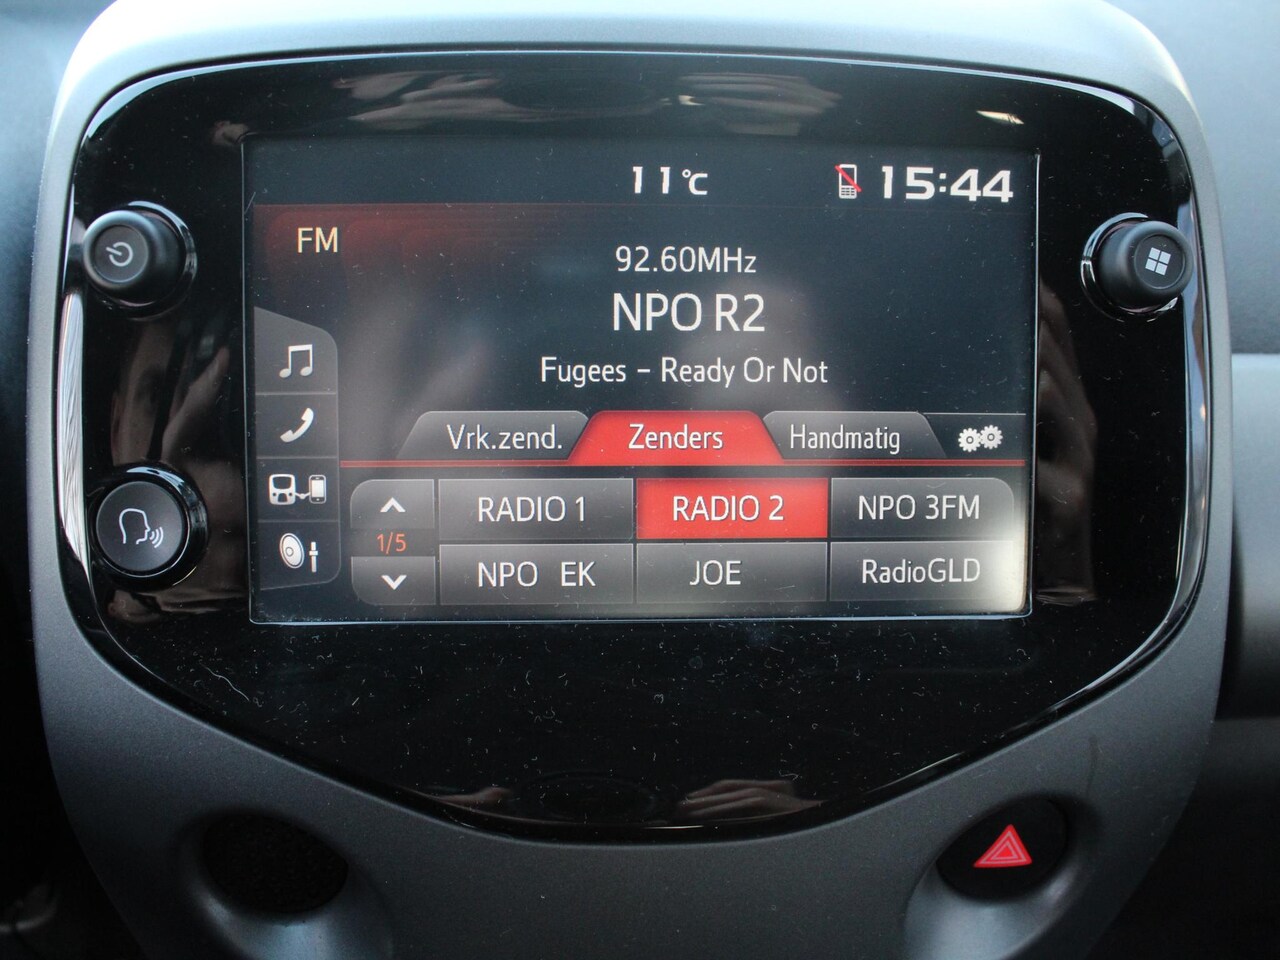 11°C 15:44
FM
92.60MHz
NPO R2
Fugees - Ready Or Not
Vrk.zend. Zenders Handmatig
RADIO 1 RADIO 2 NPO 3FM
1/5
NPO EK JOE RadioGLD